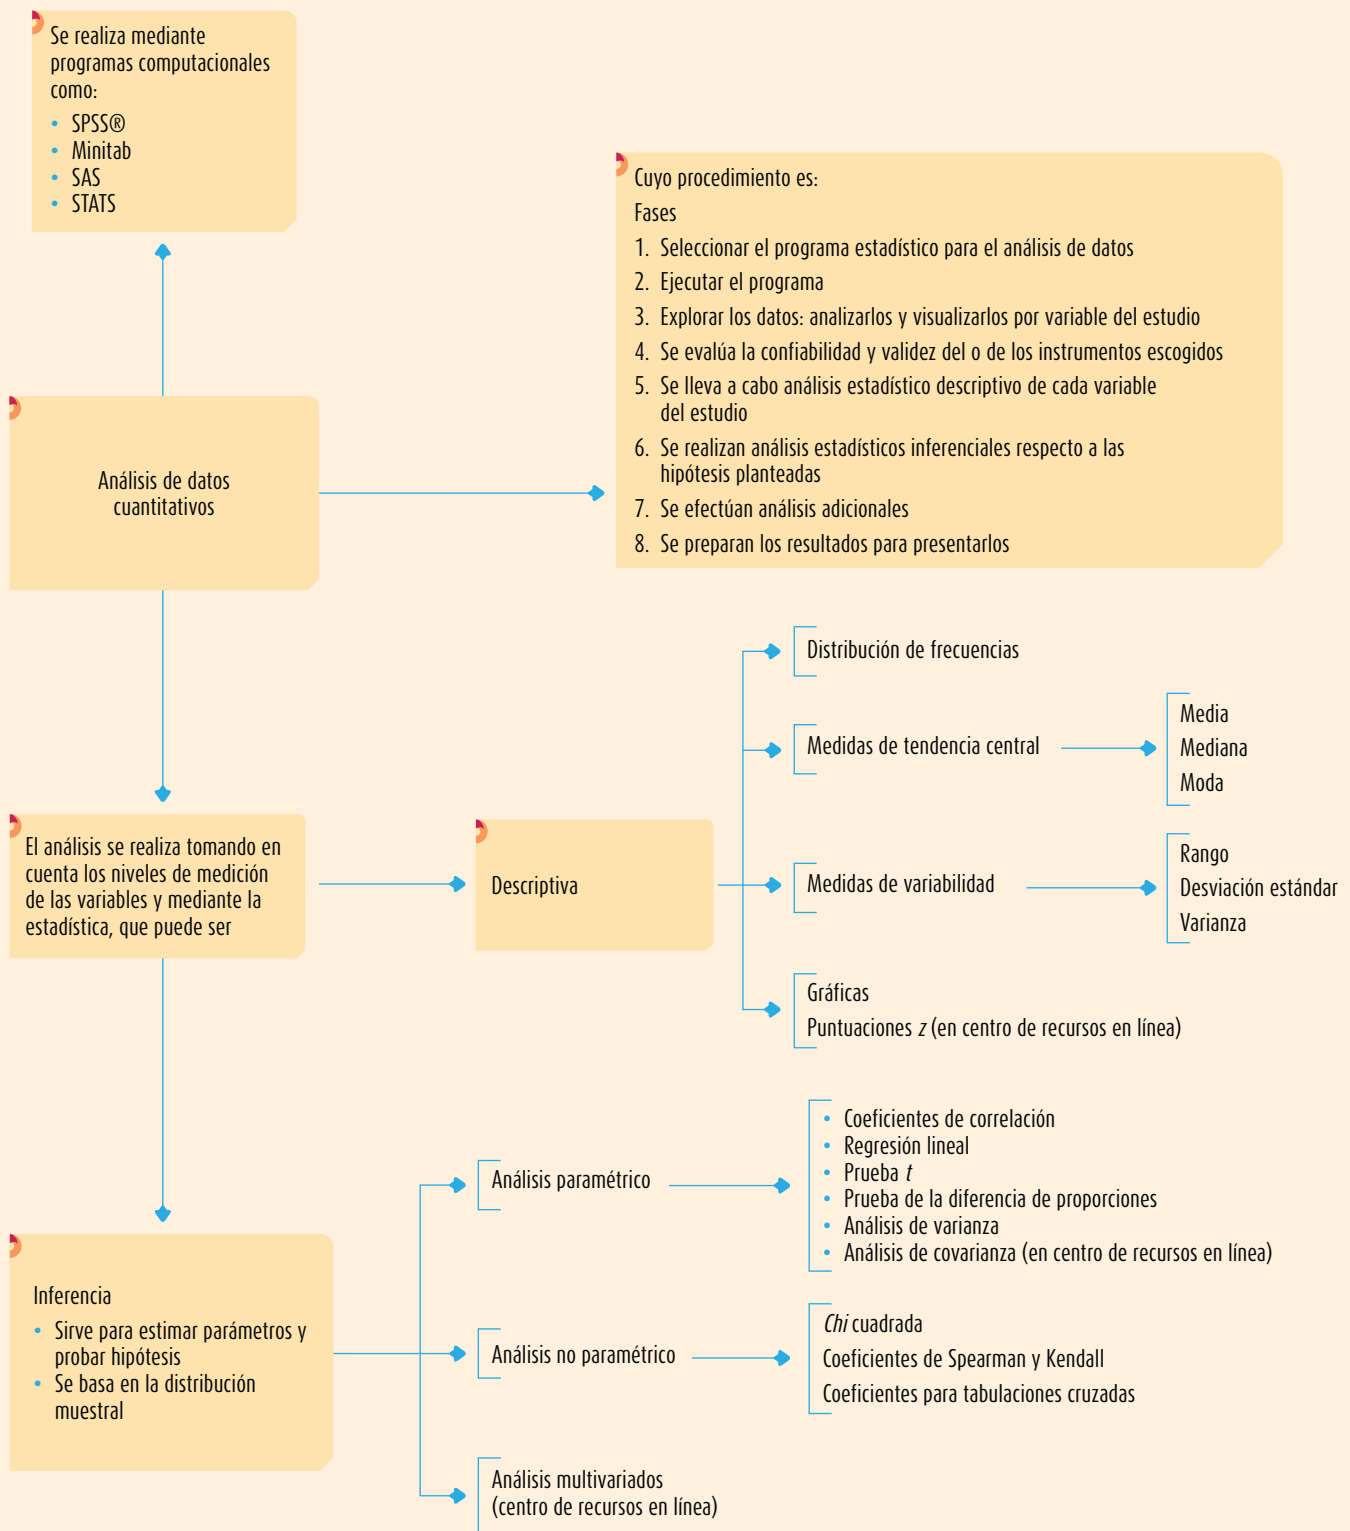 Se realiza mediante
programas computacionales
como:
• SPSS®
• Minitab
• SAS
• STATS
Cuyo procedimiento es:
Fases
1. Seleccionar el programa estadístico para el análisis de datos
2. Ejecutar el programa
3. Explorar los datos: analizarlos y visualizarlos por variable del estudio
4. Se evalúa la confiabilidad y validez del o de los instrumentos escogidos
5. Se lleva a cabo análisis estadístico descriptivo de cada variable
del estudio
6. Se realizan análisis estadísticos inferenciales respecto a las
hipótesis planteadas
7. Se efectúan análisis adicionales
8. Se preparan los resultados para presentarlos
Análisis de datos
cuantitativos
El análisis se realiza tomando en
cuenta los niveles de medición
de las variables y mediante la
estadística, que puede ser
Descriptiva
Distribución de frecuencias
Medidas de tendencia central
Media
Mediana
Moda
Medidas de variabilidad
Rango
Desviación estándar
Varianza
Gráficas
Puntuaciones z (en centro de recursos en línea)
Inferencia
• Sirve para estimar parámetros y
probar hipótesis
• Se basa en la distribución
muestral
Análisis paramétrico
• Coeficientes de correlación
• Regresión lineal
• Prueba t
• Prueba de la diferencia de proporciones
• Análisis de varianza
• Análisis de covarianza (en centro de recursos en línea)
Análisis no paramétrico
Chi cuadrada
Coeficientes de Spearman y Kendall
Coeficientes para tabulaciones cruzadas
Análisis multivariados
(centro de recursos en línea)